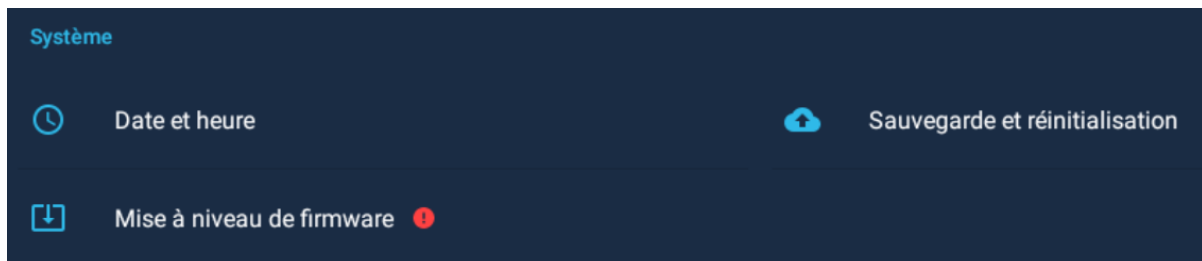 Système
Date et heure
Sauvegarde et réinitialisation
Mise à niveau de firmware